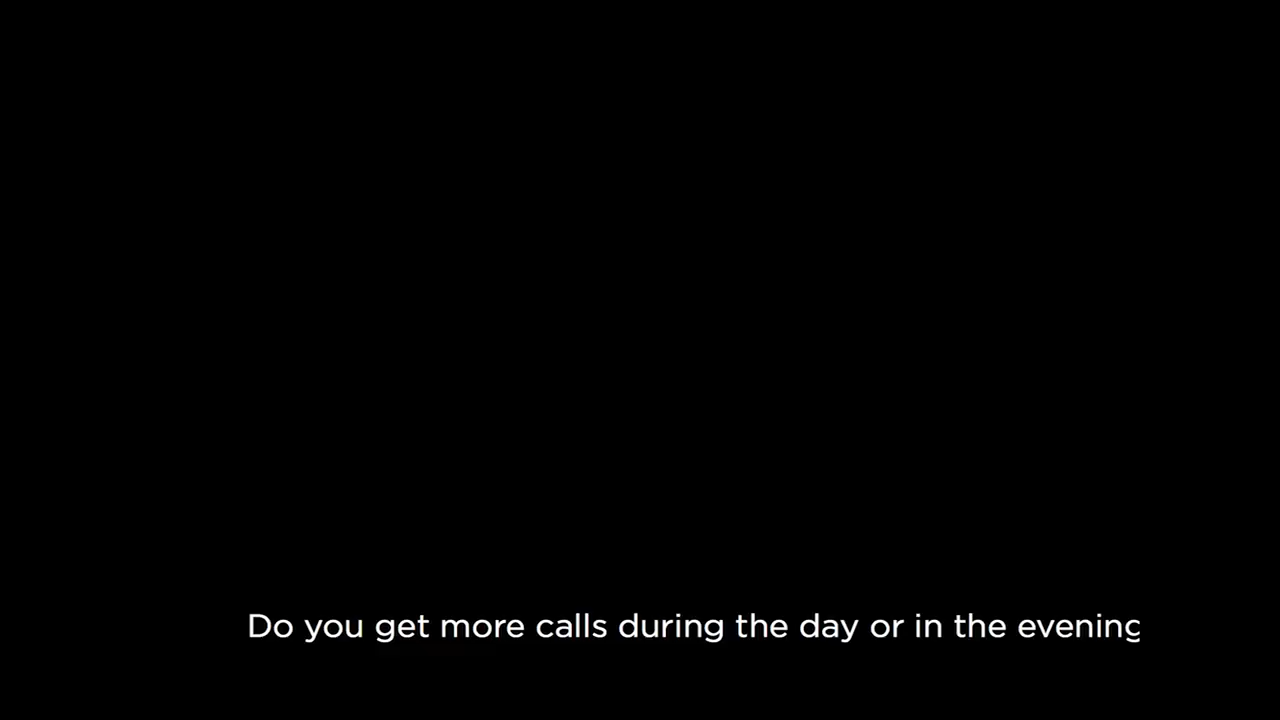 Do you get more calls during the day or in the evening